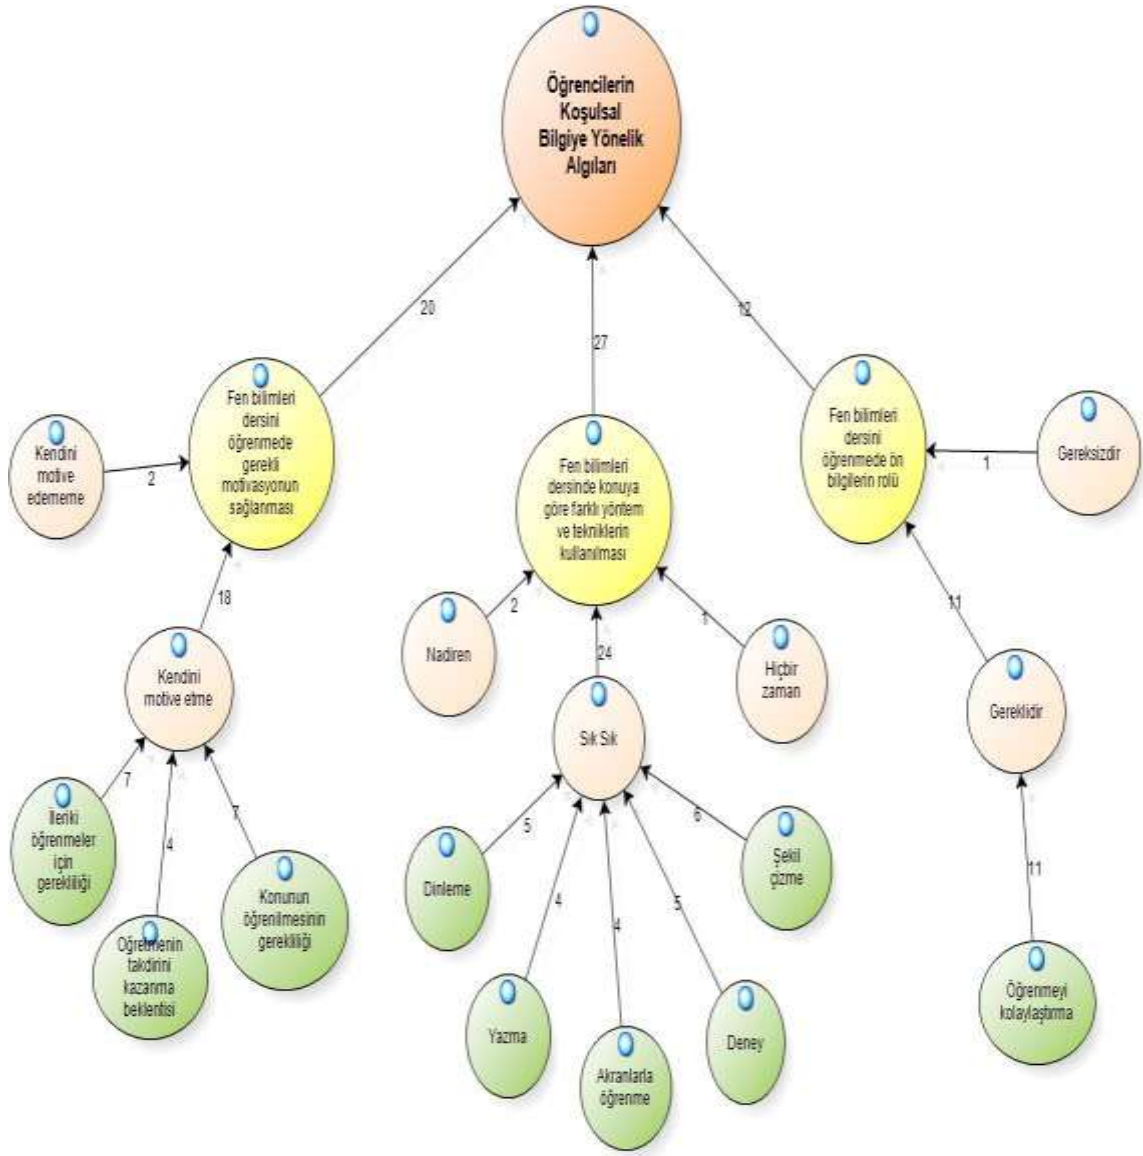 Öğrencilerin
Koşulsal
Bilgiye Yönelik
Algıları
20
27
12
Fen bilimleri
dersini
öğrenmede
gerekli
motivasyonun
sağlanması
Fen bilimleri
dersinde konuya
göre farklı yöntem
ve tekniklerin
kullanılması
Fen bilimleri
dersini
öğrenmede ön
bilgilerin rolü
Kendini
motive
edememe
2
Gereksizdir
1
18
Kendini
motive etme
Nadiren
2
24
1
Hiçbir
zaman
11
Gereklidir
Sık Sık
7
4
7
İleriki
öğrenmeler
için
gerekliliği
Öğretmenin
takdirini
kazanma
beklentisi
Konunun
öğrenilmesinin
gerekliliği
5
4
4
5
6
Dinleme
Yazma
Akranlarla
öğrenme
Deney
Şekil
çizme
11
Öğrenmeyi
kolaylaştırma